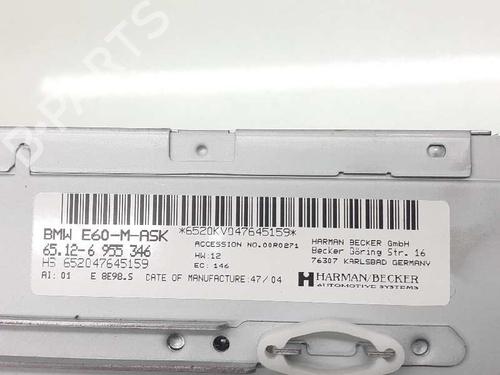 B-PARTS
BMW E60-M-ASK
65.12-6 955 346
HS 652047645159
AI: 01 E 8E98.S
*6520KV047645159*
ACCESSION NO.00R0271
HW:12
EC: 146
DATE OF MANUFACTURE:47/04
HARMAN BECKER GmbH
Becker Göring Str. 16
76307 KARLSBAD GERMANY
HARMAN/BECKER
AUTOMOTIVE SYSTEMS